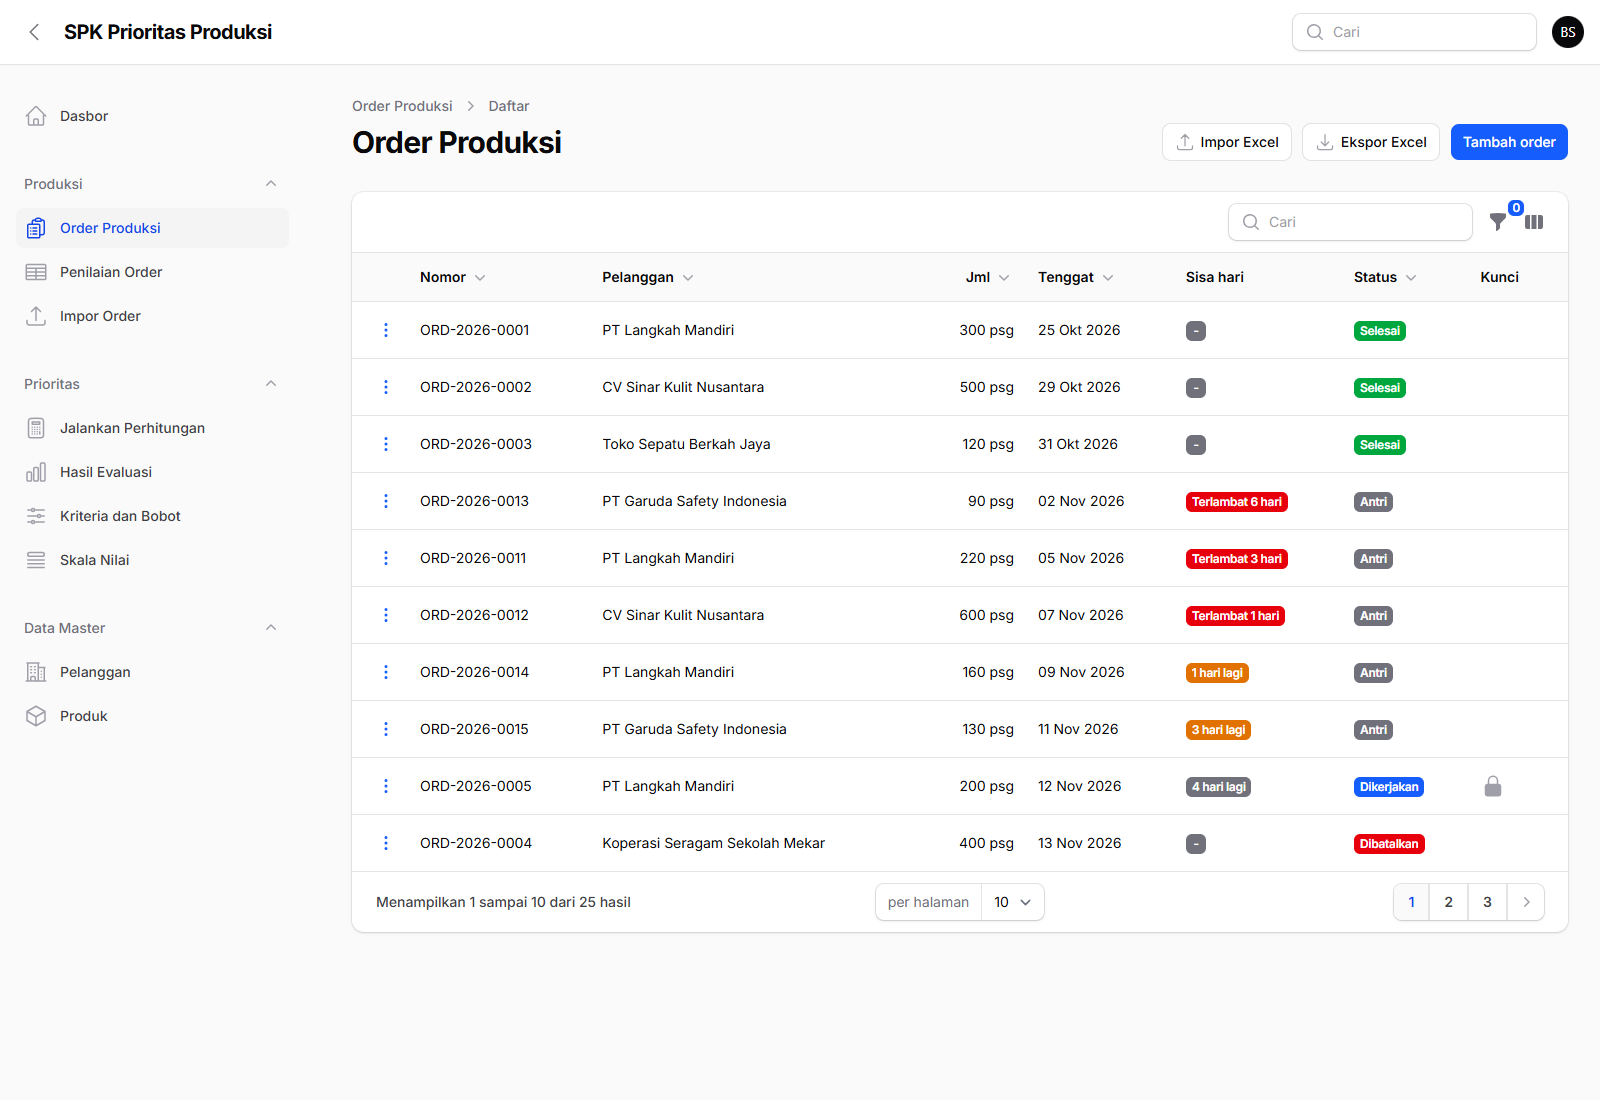 SPK Prioritas Produksi
Cari
BS
Dasbor
Produksi
Order Produksi
Penilaian Order
Impor Order
Prioritas
Jalankan Perhitungan
Hasil Evaluasi
Kriteria dan Bobot
Skala Nilai
Data Master
Pelanggan
Produk
Order Produksi > Daftar
Order Produksi
Impor Excel
Ekspor Excel
Tambah order
Cari
0
Nomor Pelanggan Jml Tenggat Sisa hari Status Kunci
ORD-2026-0001 PT Langkah Mandiri 300 psg 25 Okt 2026 - Selesai
ORD-2026-0002 CV Sinar Kulit Nusantara 500 psg 29 Okt 2026 - Selesai
ORD-2026-0003 Toko Sepatu Berkah Jaya 120 psg 31 Okt 2026 - Selesai
ORD-2026-0013 PT Garuda Safety Indonesia 90 psg 02 Nov 2026 Terlambat 6 hari Antri
ORD-2026-0011 PT Langkah Mandiri 220 psg 05 Nov 2026 Terlambat 3 hari Antri
ORD-2026-0012 CV Sinar Kulit Nusantara 600 psg 07 Nov 2026 Terlambat 1 hari Antri
ORD-2026-0014 PT Langkah Mandiri 160 psg 09 Nov 2026 1 hari lagi Antri
ORD-2026-0015 PT Garuda Safety Indonesia 130 psg 11 Nov 2026 3 hari lagi Antri
ORD-2026-0005 PT Langkah Mandiri 200 psg 12 Nov 2026 4 hari lagi Dikerjakan
ORD-2026-0004 Koperasi Seragam Sekolah Mekar 400 psg 13 Nov 2026 - Dibatalkan
Menampilkan 1 sampai 10 dari 25 hasil
per halaman 10
1 2 3